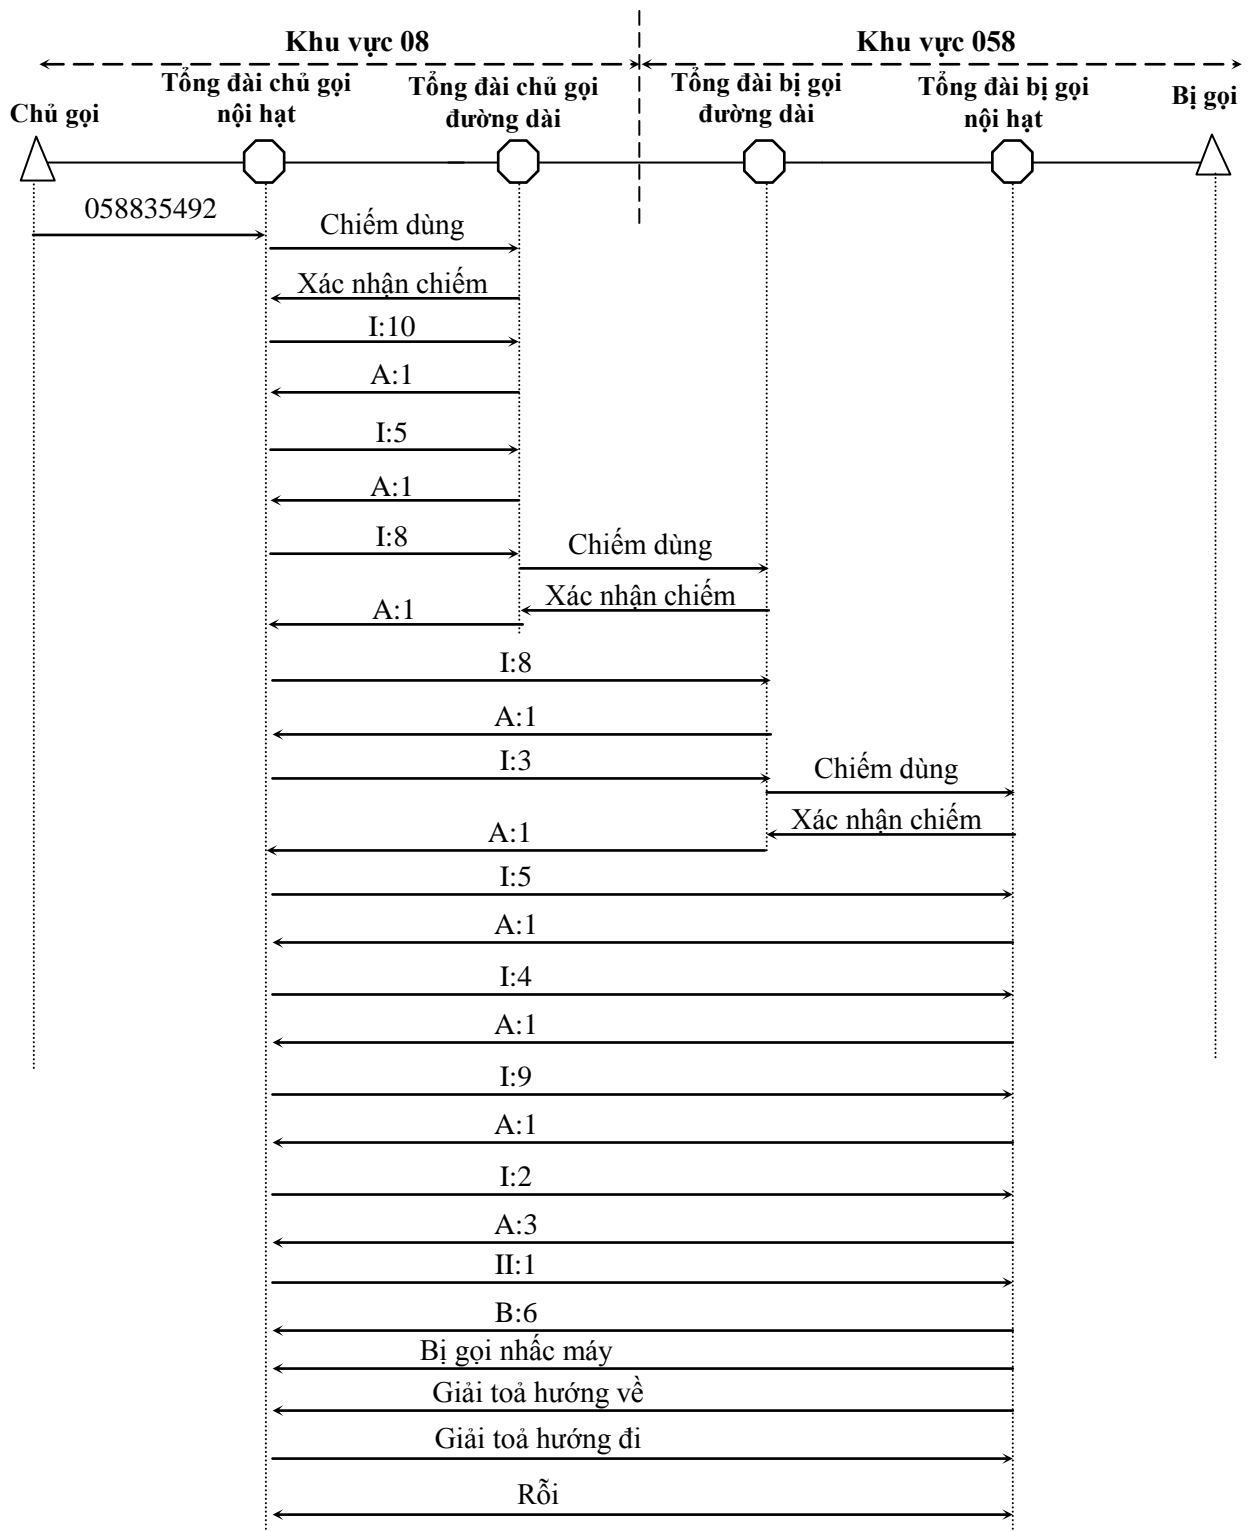 Khu vực 08
Khu vực 058
Chủ gọi
Tổng đài chủ gọi
nội hạt
Tổng đài chủ gọi
đường dài
Tổng đài bị gọi
đường dài
Tổng đài bị gọi
nội hạt
Bị gọi
058835492
Chiếm dùng
Xác nhận chiếm
I:10
A:1
I:5
A:1
I:8
Chiếm dùng
Xác nhận chiếm
A:1
I:8
A:1
I:3
Chiếm dùng
Xác nhận chiếm
A:1
I:5
A:1
I:4
A:1
I:9
A:1
I:2
A:3
II:1
B:6
Bị gọi nhấc máy
Giải toả hướng về
Giải toả hướng đi
Rỗi